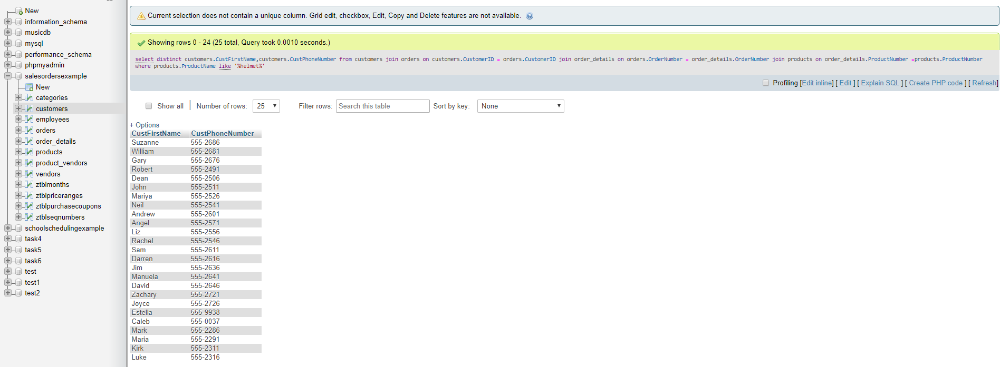 New
information_schema
musicdb
mysql
performance_schema
phpmyadmin
salesordersexample
New
categories
customers
employees
orders
order_details
products
product_vendors
vendors
ztblmonths
ztblpriceranges
ztblpurchasecoupons
ztblseqnumbers
schoolschedulingexample
task4
task5
task6
test
test1
test2
Current selection does not contain a unique column. Grid edit, checkbox, Edit, Copy and Delete features are not available.
Showing rows 0 - 24 (25 total, Query took 0.0010 seconds.)
select distinct customers.CustFirstName,customers.CustPhoneNumber from customers join orders on customers.CustomerID = orders.CustomerID join order_details on orders.OrderNumber = order_details.OrderNumber join products on order_details.ProductNumber =products.ProductNumber
where products.ProductName like '%helmet%'
Profiling [Edit inline] [ Edit ] [ Explain SQL ] [ Create PHP code ] [ Refresh]
Show all Number of rows: 25 Filter rows: Search this table Sort by key: None
+ Options
CustFirstName CustPhoneNumber
Suzanne 555-2686
William 555-2681
Gary 555-2676
Robert 555-2491
Dean 555-2506
John 555-2511
Mariya 555-2526
Neil 555-2541
Andrew 555-2601
Angel 555-2571
Liz 555-2556
Rachel 555-2546
Sam 555-2611
Darren 555-2616
Jim 555-2636
Manuela 555-2641
David 555-2646
Zachary 555-2721
Joyce 555-2726
Estella 555-9938
Caleb 555-0037
Mark 555-2286
Maria 555-2291
Kirk 555-2311
Luke 555-2316